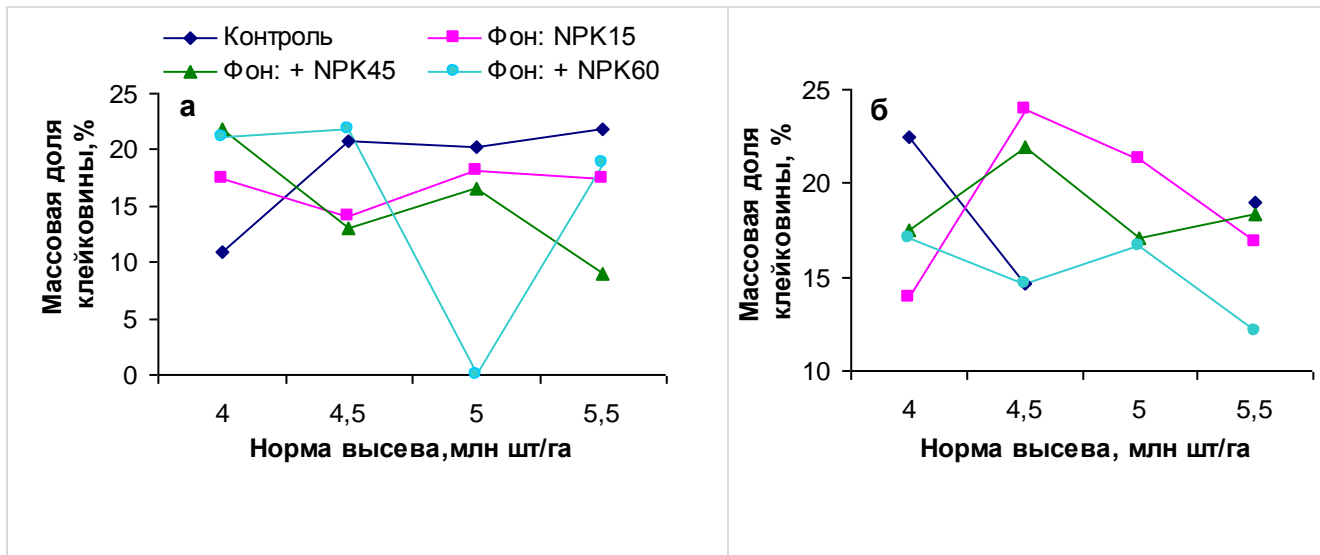 Контроль
Фон: NPK15
Фон: + NPK45
Фон: + NPK60
а
Массовая доля
клейковины,%
25
20
15
10
5
0
4
4,5
5
5,5
Норма высева,млн шт/га
б
Массовая доля
клейковины, %
25
20
15
10
4
4,5
5
5,5
Норма высева, млн шт/га